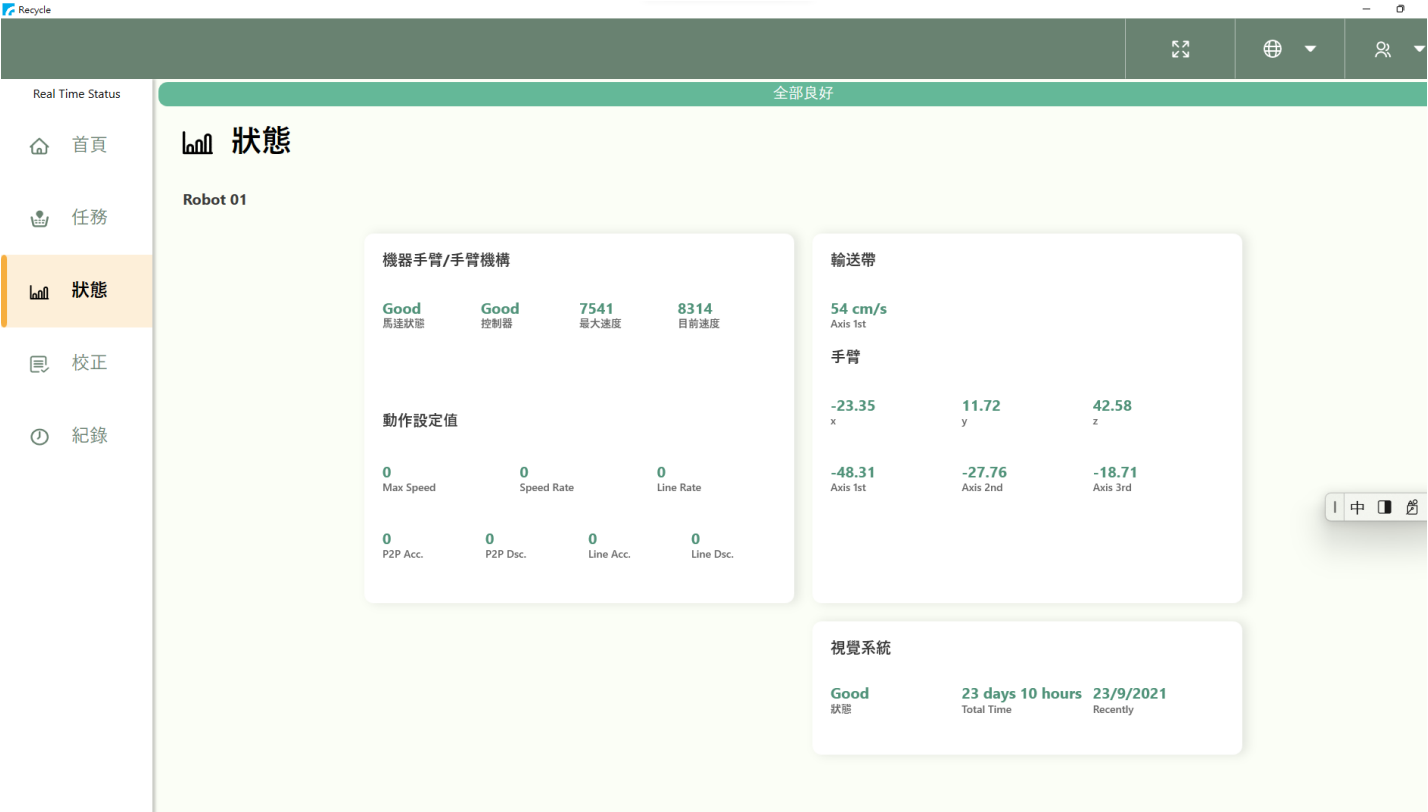 Recycle
Real Time Status
全部良好
首頁
任務
狀態
校正
紀錄
狀態
Robot 01
機器手臂/手臂機構
Good Good 7541 8314
馬達狀態 控制器 最大速度 目前速度
動作設定值
0 0 0
Max Speed Speed Rate Line Rate
0 0 0 0
P2P Acc. P2P Dsc. Line Acc. Line Dsc.
輸送帶
54 cm/s
Axis 1st
手臂
-23.35 11.72 42.58
x y z
-48.31 -27.76 -18.71
Axis 1st Axis 2nd Axis 3rd
視覺系統
Good 23 days 10 hours 23/9/2021
狀態 Total Time Recently
中